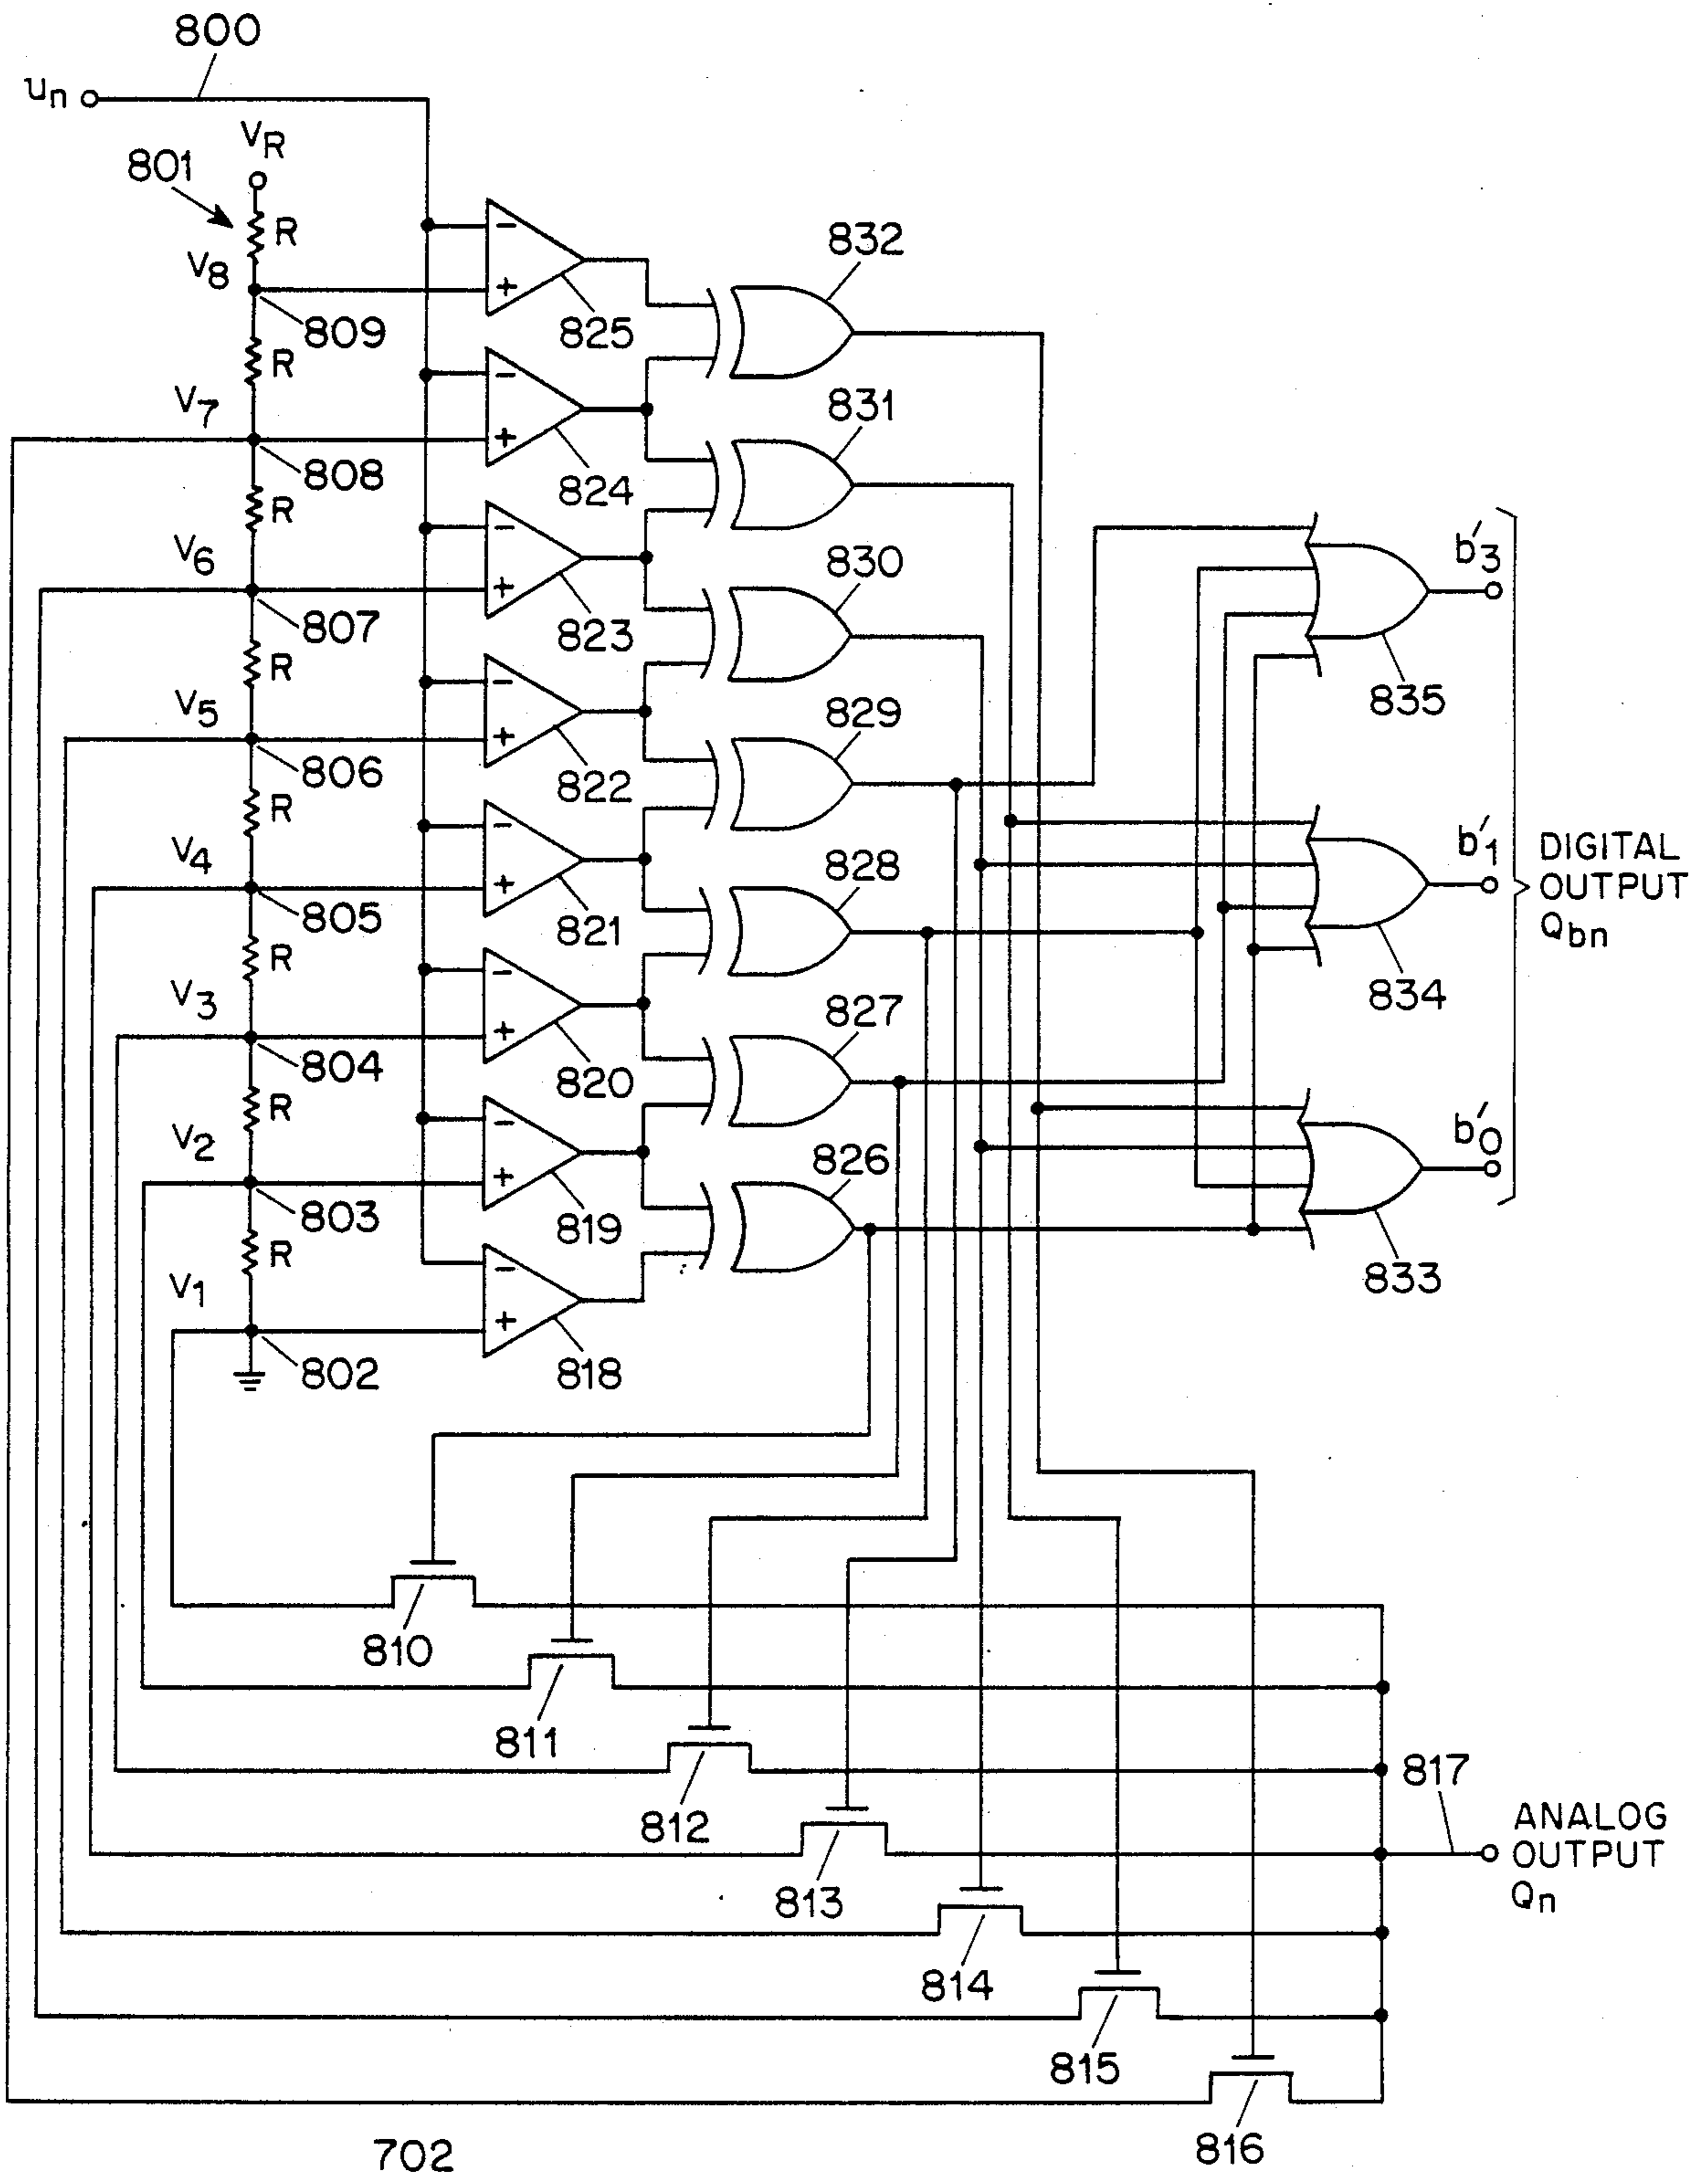 800
un
VR
801
R
V8
809
R
V7
808
R
V6
807
R
V5
806
R
V4
805
R
V3
804
R
V2
803
R
V1
802
−
+
825
−
+
824
−
+
823
−
+
822
−
+
821
−
+
820
−
+
819
−
+
818
832
831
830
829
828
827
826
b′3
835
b′1
834
b′0
833
DIGITAL
OUTPUT
Qbn
810
811
812
813
814
815
816
817
ANALOG
OUTPUT
Qn
702